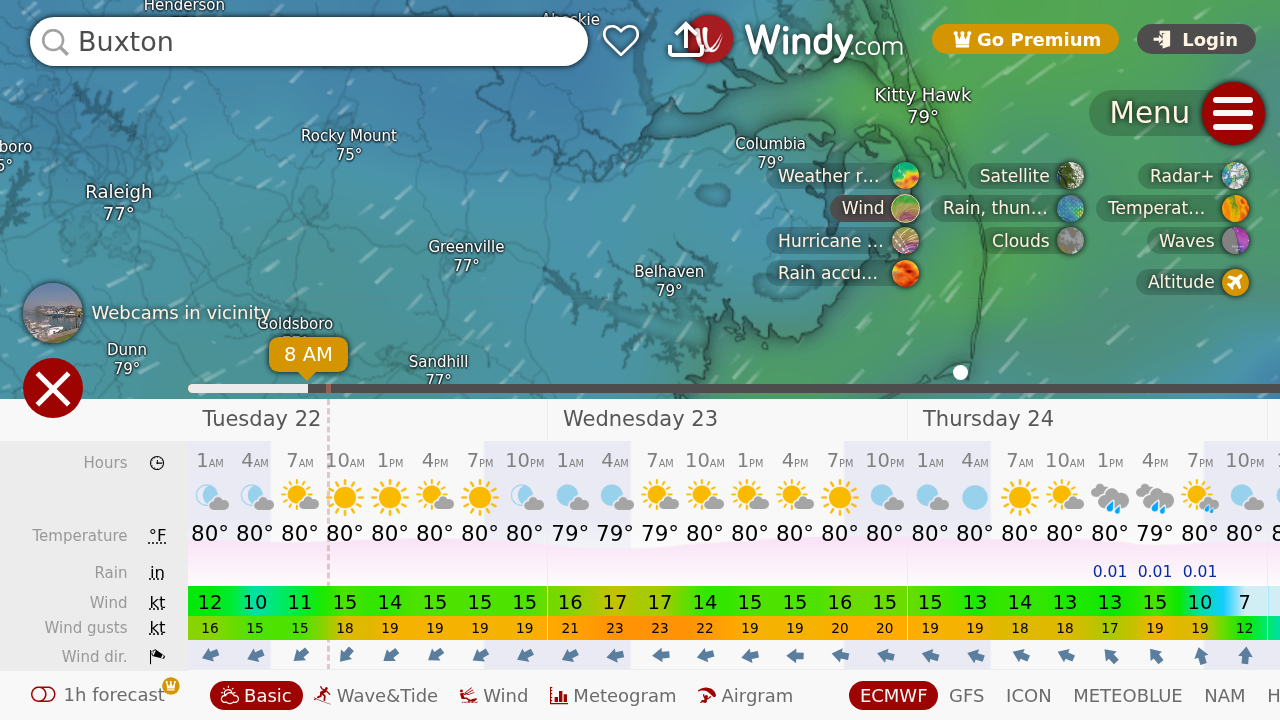 Henderson
Ahoskie
Buxton
Windy.com
Go Premium
Login
Kitty Hawk
79°
Menu
Rocky Mount
75°
Columbia
79°
boro
Raleigh
77°
Weather r...
Satellite
Radar+
Wind
Rain, thun...
Temperat...
Greenville
77°
Hurricane ...
Clouds
Waves
Belhaven
79°
Rain accu...
Altitude
Webcams in vicinity
Goldsboro
Dunn
79°
8 AM
Sandhill
77°
Tuesday 22
Wednesday 23
Thursday 24
Hours 1AM 4AM 7AM 10AM 1PM 4PM 7PM 10PM 1AM 4AM 7AM 10AM 1PM 4PM 7PM 10PM 1AM 4AM 7AM 10AM 1PM 4PM 7PM 10PM
Temperature °F 80° 80° 80° 80° 80° 80° 80° 80° 79° 79° 79° 80° 80° 80° 80° 80° 80° 80° 80° 80° 80° 79° 80° 80° 8
Rain in 0.01 0.01 0.01
Wind kt 12 10 11 15 14 15 15 15 16 17 17 14 15 15 16 15 15 13 14 13 13 15 10 7
Wind gusts kt 16 15 15 18 19 19 19 19 21 23 23 22 19 19 20 20 19 19 18 18 17 19 19 12
Wind dir.
1h forecast
Basic
Wave&Tide
Wind
Meteogram
Airgram
ECMWF
GFS
ICON
METEOBLUE
NAM
H